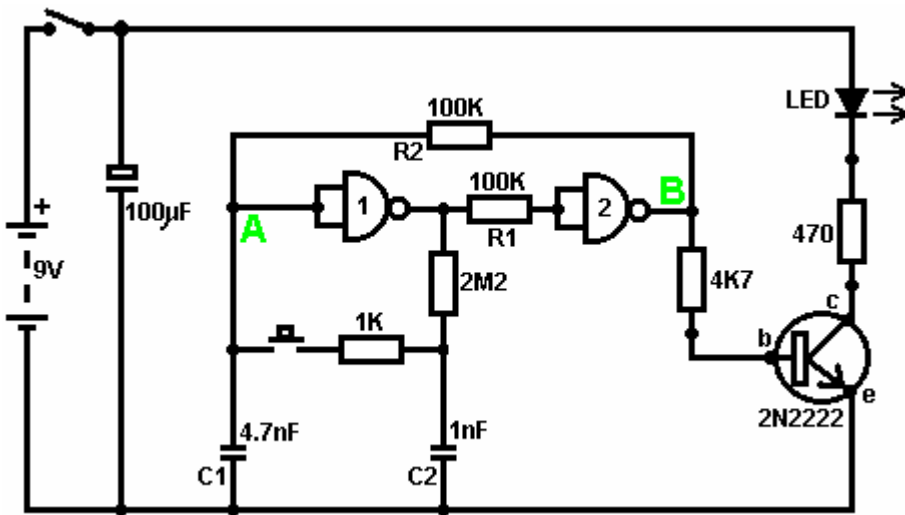 LED
100K
R2
100K
R1
A
1
2
B
+
100µF
9V
2M2
4K7
470
1K
c
b
e
2N2222
4.7nF
C1
1nF
C2